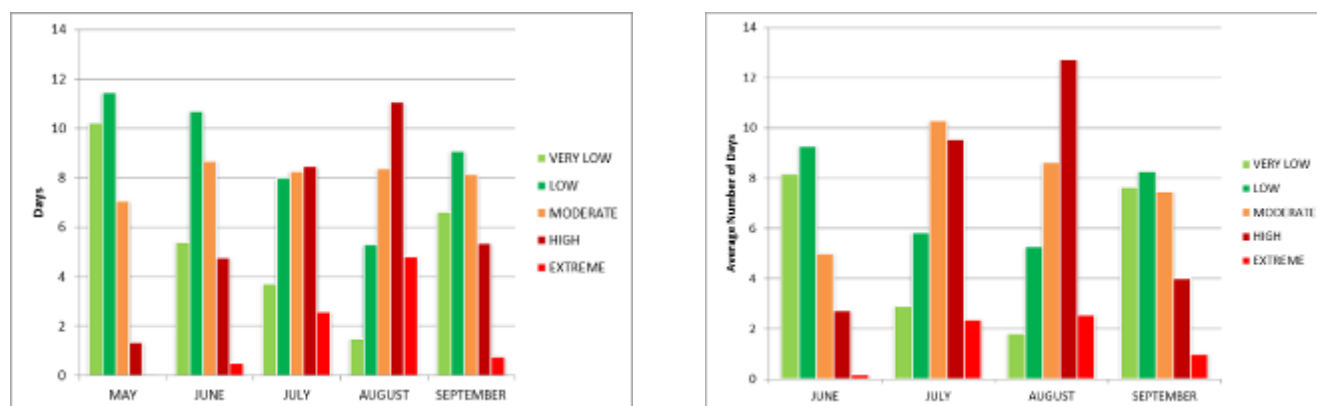 14
12
10
8
6
4
2
0
Days
MAY
JUNE
JULY
AUGUST
SEPTEMBER
VERY LOW
LOW
MODERATE
HIGH
EXTREME
14
12
10
8
6
4
2
0
Average Number of Days
JUNE
JULY
AUGUST
SEPTEMBER
VERY LOW
LOW
MODERATE
HIGH
EXTREME